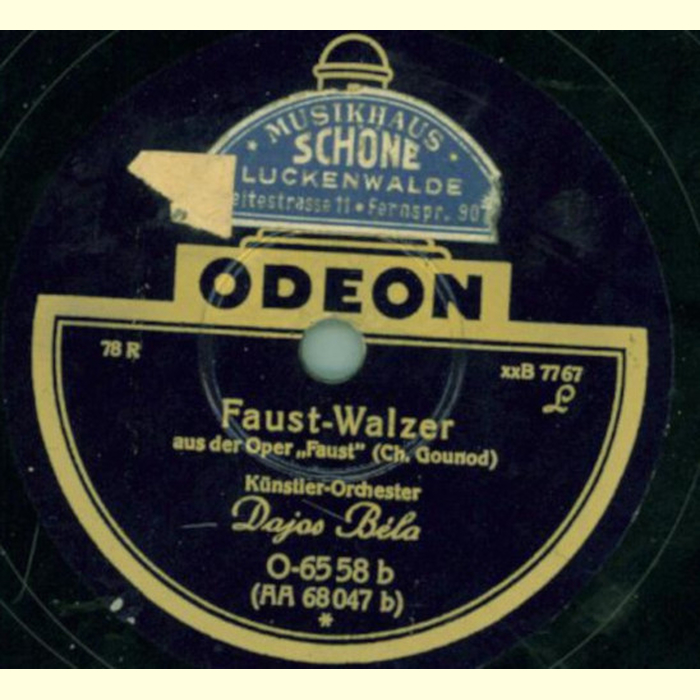 MUSIKHAUS
SCHÖNE
LUCKENWALDE
eitestrasse 11 • Fernspr. 90
ODEON
78 R
xxB 7767
L
Faust-Walzer
aus der Oper „Faust" (Ch. Gounod)
Künstler-Orchester
Dajos Béla
O-6558 b
(AA 68047 b)
*